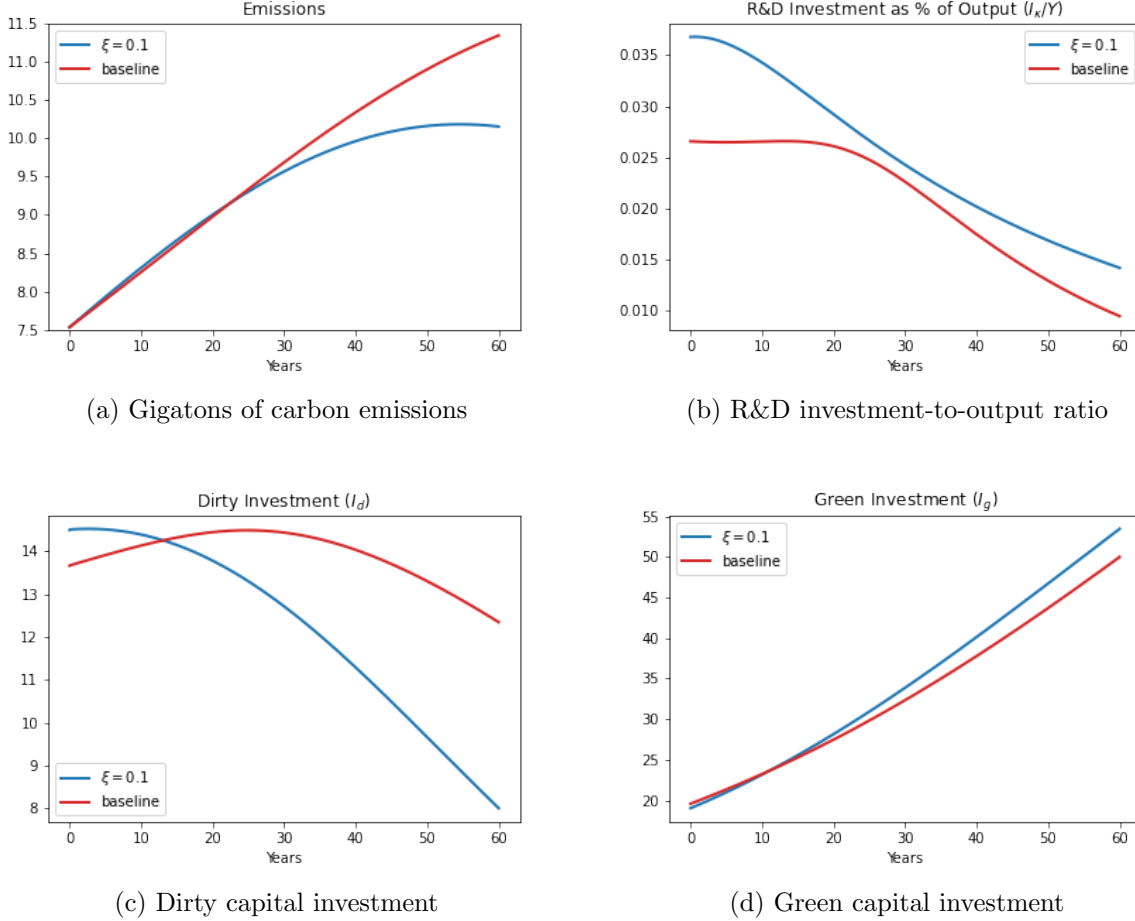 Emissions
11.5
11.0
10.5
10.0
9.5
9.0
8.5
8.0
7.5
ξ = 0.1
baseline
0 10 20 30 40 50 60
Years
(a) Gigatons of carbon emissions
R&D Investment as % of Output (Iκ/Y)
0.035
0.030
0.025
0.020
0.015
0.010
ξ = 0.1
baseline
0 10 20 30 40 50 60
Years
(b) R&D investment-to-output ratio
Dirty Investment (I_d)
14
13
12
11
10
9
8
ξ = 0.1
baseline
0 10 20 30 40 50 60
Years
(c) Dirty capital investment
Green Investment (I_g)
55
50
45
40
35
30
25
20
ξ = 0.1
baseline
0 10 20 30 40 50 60
Years
(d) Green capital investment